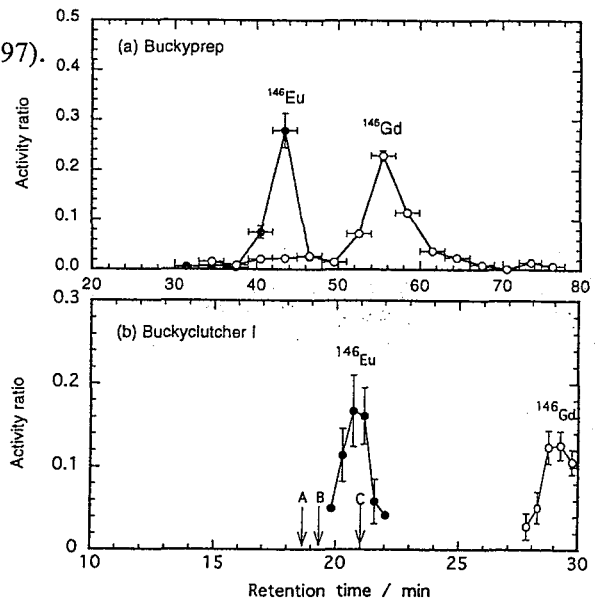 97).
(a) Buckyprep
¹⁴⁶Eu
¹⁴⁶Gd
Activity ratio
0.5
0.4
0.3
0.2
0.1
0.0
20 30 40 50 60 70 80
(b) Buckyclutcher I
¹⁴⁶Eu
¹⁴⁶Gd
A B C
Activity ratio
0.3
0.2
0.1
0
10 20 25 30
Retention time / min